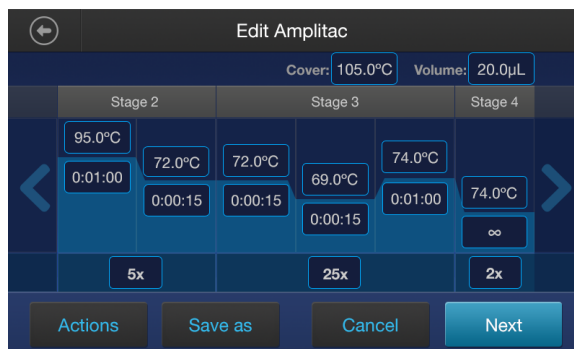 Edit Amplitac
Cover: 105.0ºC Volume: 20.0µL
Stage 2 Stage 3 Stage 4
95.0ºC 72.0ºC 72.0ºC 69.0ºC 74.0ºC 74.0ºC
0:01:00 0:00:15 0:00:15 0:00:15 0:01:00 ∞
5x 25x 2x
Actions Save as Cancel Next